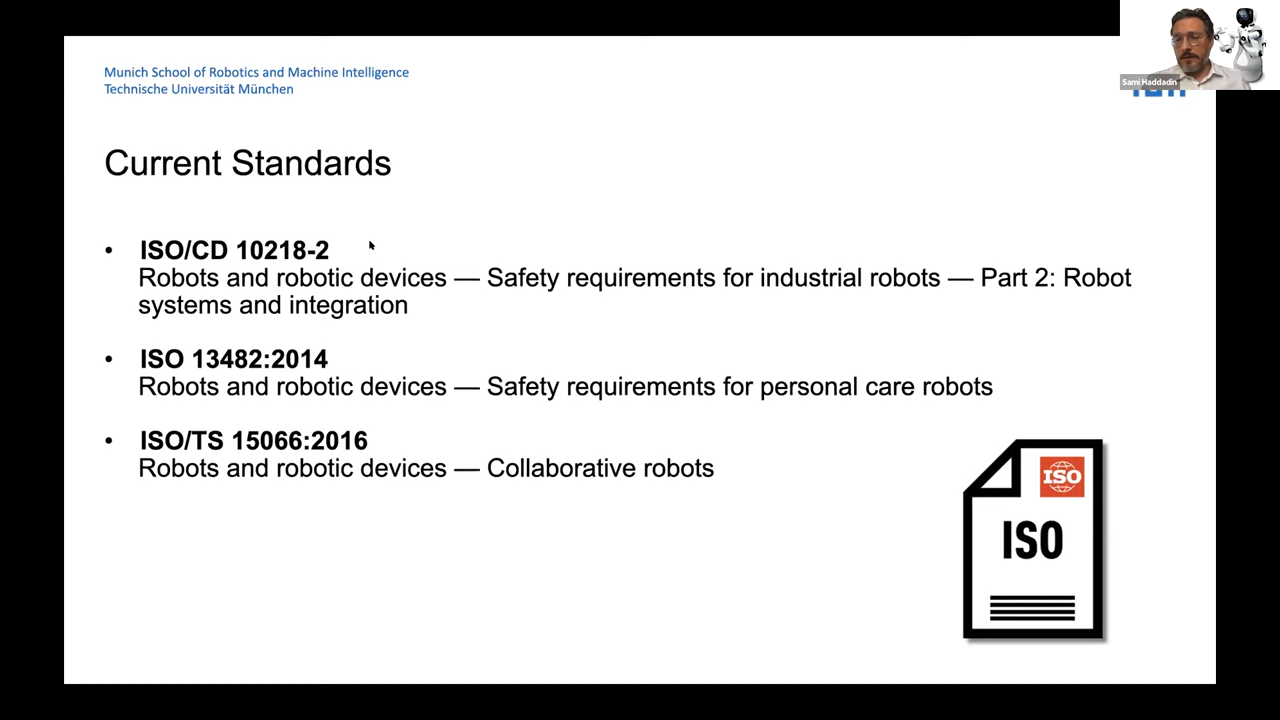 Sami Haddadin
Munich School of Robotics and Machine Intelligence
Technische Universität München
Current Standards
• ISO/CD 10218-2
Robots and robotic devices — Safety requirements for industrial robots — Part 2: Robot
systems and integration
• ISO 13482:2014
Robots and robotic devices — Safety requirements for personal care robots
• ISO/TS 15066:2016
Robots and robotic devices — Collaborative robots
ISO
ISO